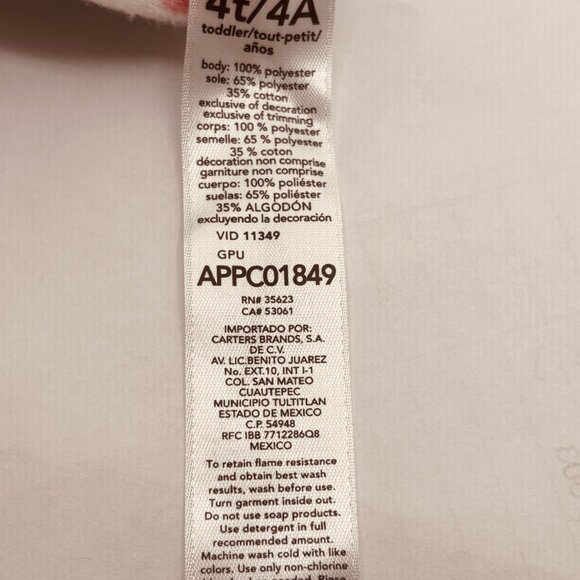 4t/4A
toddler/tout-petit/
años
body: 100% polyester
sole: 65% polyester
35% cotton
exclusive of decoration
exclusive of trimming
corps: 100 % polyester
semelle: 65 % polyester
35 % coton
décoration non comprise
garniture non comprise
cuerpo: 100% poliéster
suelas: 65% poliéster
35% ALGODÓN
excluyendo la decoración
VID 11349
GPU
APPC01849
RN# 35623
CA# 53061
IMPORTADO POR:
CARTERS BRANDS, S.A.
DE C.V.
AV. LIC.BENITO JUAREZ
No. EXT.10, INT I-1
COL. SAN MATEO
CUAUTEPEC
MUNICIPIO TULTITLAN
ESTADO DE MEXICO
C.P. 54948
RFC IBB 7712286Q8
MEXICO
To retain flame resistance
and obtain best wash
results, wash before use.
Turn garment inside out.
Do not use soap products.
Use detergent in full
recommended amount.
Machine wash cold with like
colors. Use only non-chlorine